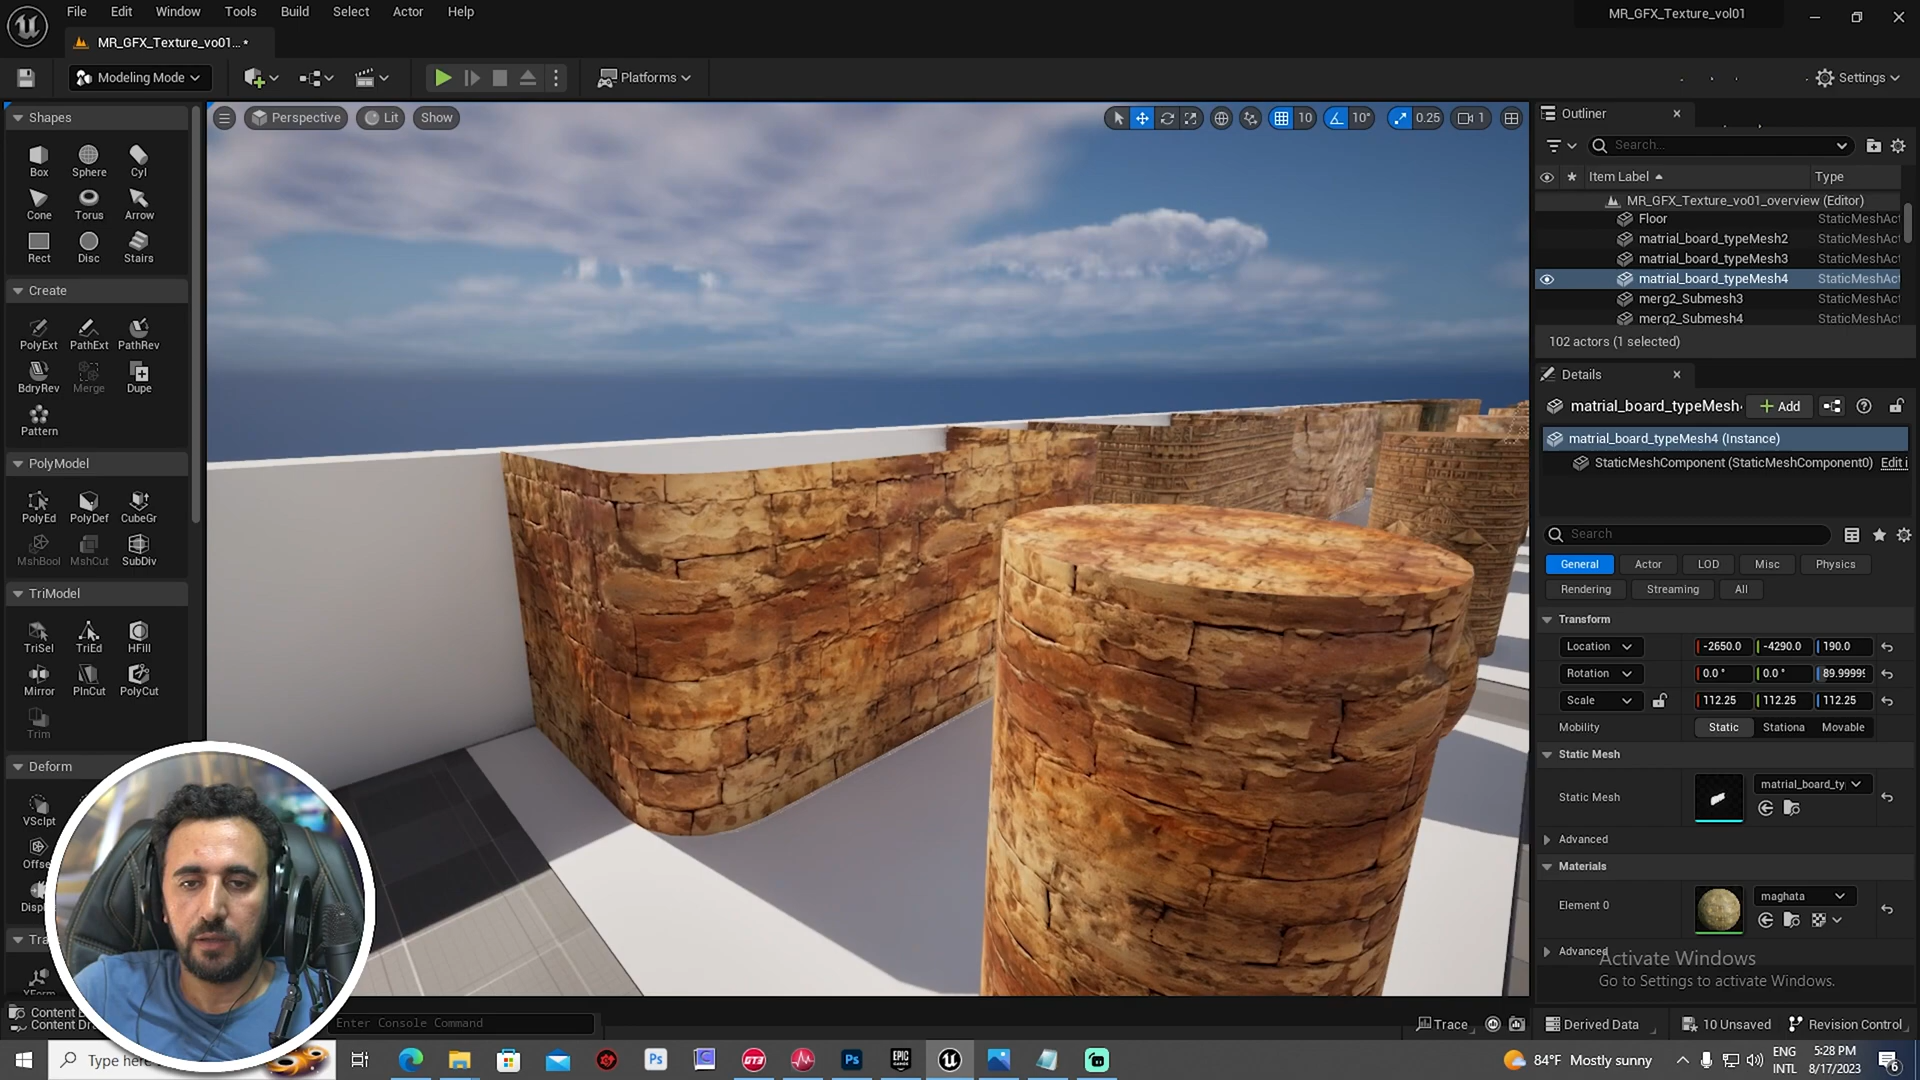 File Edit Window Tools Build Select Actor Help
MR_GFX_Texture_vol01
MR_GFX_Texture_vo01... •
Modeling Mode
Platforms
Settings
Shapes
Box Sphere Cyl
Cone Torus Arrow
Rect Disc Stairs
Create
PolyExt PathExt PathRev
BdryRev Merge Dupe
Pattern
PolyModel
PolyEd PolyDef CubeGr
MshBool MshCut SubDiv
TriModel
TriSel TriEd HFill
Mirror PlnCut PolyCut
Trim
Deform
VSclpt
Offse
Displ
Tra
XForm
Perspective Lit Show
10 10° 0.25 1
Outliner
Search...
Item Label Type
MR_GFX_Texture_vo01_overview (Editor)
Floor StaticMeshAct
matrial_board_typeMesh2 StaticMeshAct
matrial_board_typeMesh3 StaticMeshAct
matrial_board_typeMesh4 StaticMeshAct
merg2_Submesh3 StaticMeshAct
merg2_Submesh4 StaticMeshAct
102 actors (1 selected)
Details
matrial_board_typeMesh Add
matrial_board_typeMesh4 (Instance)
StaticMeshComponent (StaticMeshComponent0) Edit i
Search
General Actor LOD Misc Physics
Rendering Streaming All
Transform
Location -2650.0 -4290.0 190.0
Rotation 0.0 ° 0.0 ° 89.99999
Scale 112.25 112.25 112.25
Mobility Static Stationa Movable
Static Mesh
Static Mesh matrial_board_ty
Advanced
Materials
Element 0 maghata
Advanced
Activate Windows
Go to Settings to activate Windows.
Content
Content Dra
Enter Console Command
Trace
Derived Data
10 Unsaved
Revision Control
Type here
84°F Mostly sunny
ENG
INTL
5:28 PM
8/17/2023
6